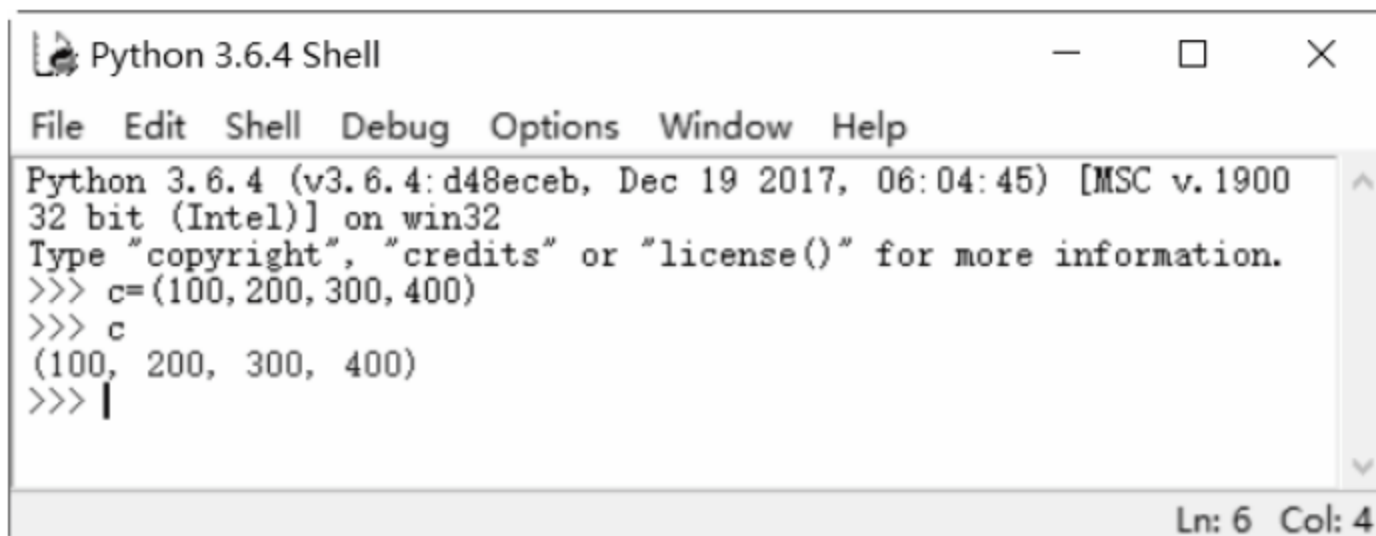 Python 3.6.4 Shell
File Edit Shell Debug Options Window Help
Python 3.6.4 (v3.6.4:d48eceb, Dec 19 2017, 06:04:45) [MSC v.1900
32 bit (Intel)] on win32
Type "copyright", "credits" or "license()" for more information.
>>> c=(100,200,300,400)
>>> c
(100, 200, 300, 400)
>>>
Ln: 6 Col: 4